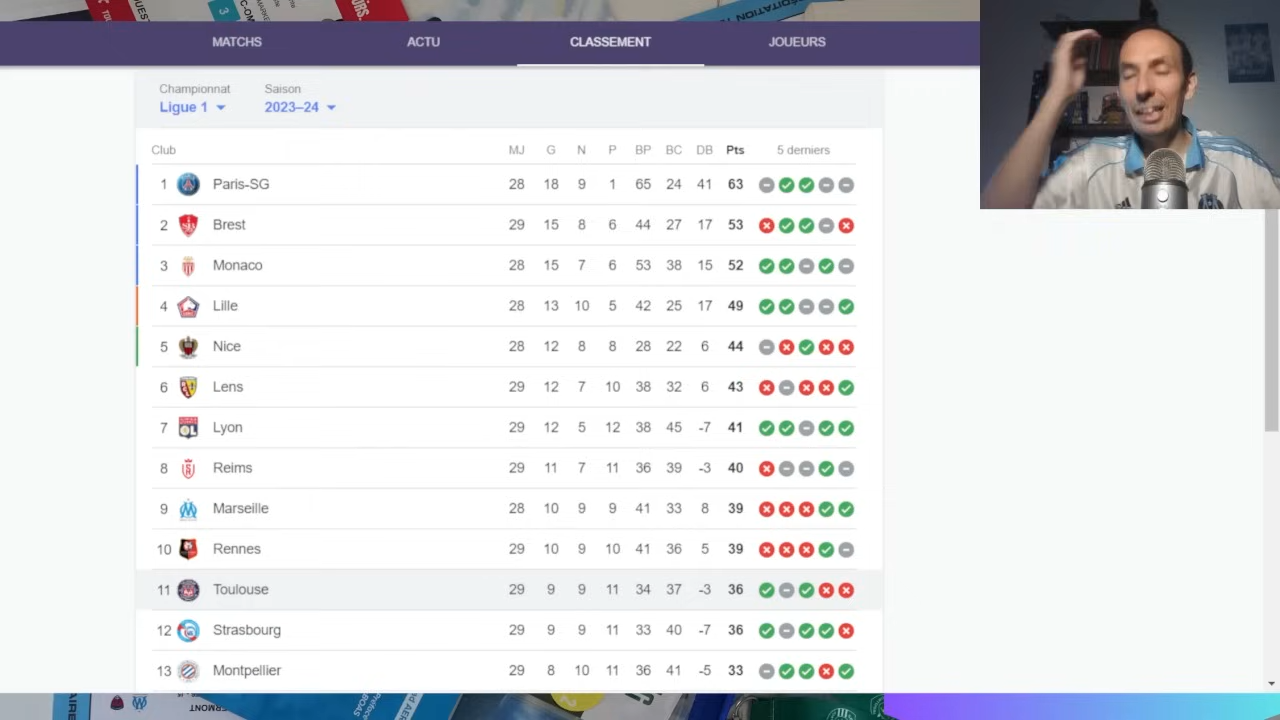 MATCHS ACTU CLASSEMENT JOUEURS
Championnat Saison
Ligue 1 2023–24
Club MJ G N P BP BC DB Pts 5 derniers
1 Paris-SG 28 18 9 1 65 24 41 63
2 Brest 29 15 8 6 44 27 17 53
3 Monaco 28 15 7 6 53 38 15 52
4 Lille 28 13 10 5 42 25 17 49
5 Nice 28 12 8 8 28 22 6 44
6 Lens 29 12 7 10 38 32 6 43
7 Lyon 29 12 5 12 38 45 -7 41
8 Reims 29 11 7 11 36 39 -3 40
9 Marseille 28 10 9 9 41 33 8 39
10 Rennes 29 10 9 10 41 36 5 39
11 Toulouse 29 9 9 11 34 37 -3 36
12 Strasbourg 29 9 9 11 33 40 -7 36
13 Montpellier 29 8 10 11 36 41 -5 33